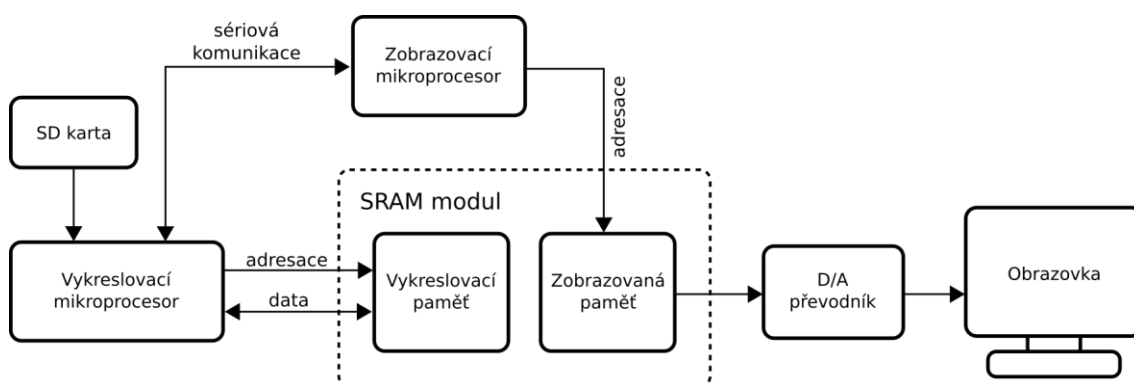 sériová
komunikace
Zobrazovací
mikroprocesor
adresace
SD karta
SRAM modul
Vykreslovací
mikroprocesor
adresace
data
Vykreslovací
paměť
Zobrazovaná
paměť
D/A
převodník
Obrazovka